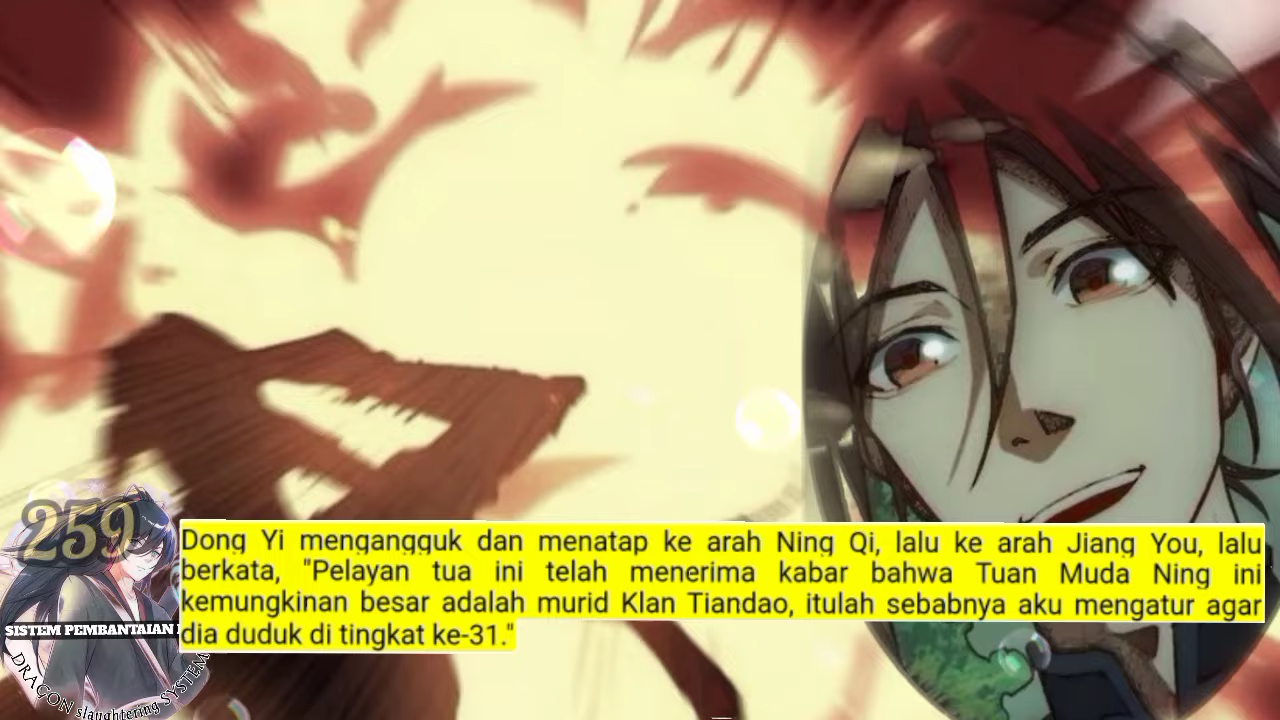 259
SISTEM PEMBANTAIAN
DRAGON slaughtering SYSTEM
Dong Yi mengangguk dan menatap ke arah Ning Qi, lalu ke arah Jiang You, lalu
berkata, "Pelayan tua ini telah menerima kabar bahwa Tuan Muda Ning ini
kemungkinan besar adalah murid Klan Tiandao, itulah sebabnya aku mengatur agar
dia duduk di tingkat ke-31."